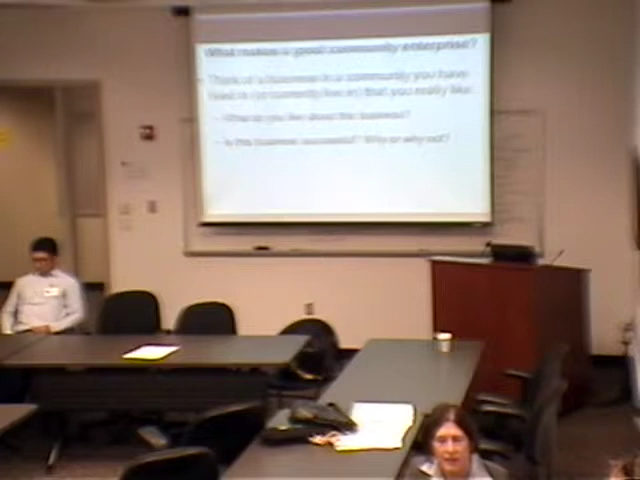 What makes a good community enterprise?
Think of a business in a community you have
lived in (or currently live in) that you really like.
- What do you like about this business?
- Is this business successful? Why or why not?